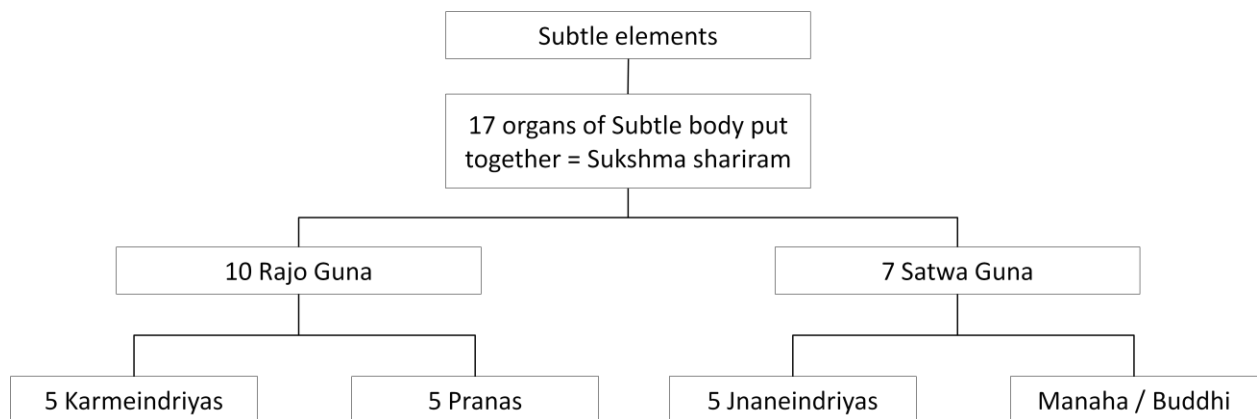 Subtle elements
17 organs of Subtle body put
together = Sukshma shariram
10 Rajo Guna
7 Satwa Guna
5 Karmeindriyas
5 Pranas
5 Jnaneindriyas
Manaha / Buddhi